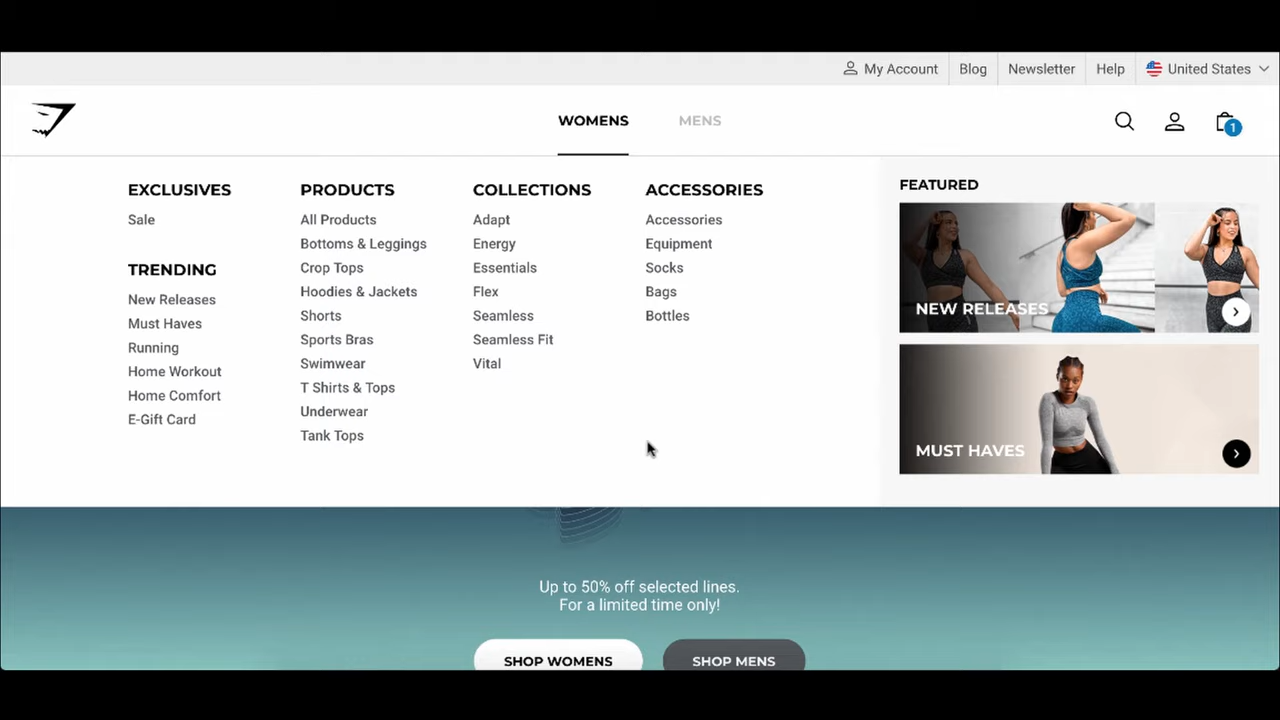 My Account
Blog
Newsletter
Help
United States
WOMENS
MENS
1
EXCLUSIVES
Sale
TRENDING
New Releases
Must Haves
Running
Home Workout
Home Comfort
E-Gift Card
PRODUCTS
All Products
Bottoms & Leggings
Crop Tops
Hoodies & Jackets
Shorts
Sports Bras
Swimwear
T Shirts & Tops
Underwear
Tank Tops
COLLECTIONS
Adapt
Energy
Essentials
Flex
Seamless
Seamless Fit
Vital
ACCESSORIES
Accessories
Equipment
Socks
Bags
Bottles
FEATURED
NEW RELEASES
MUST HAVES
Up to 50% off selected lines.
For a limited time only!
SHOP WOMENS
SHOP MENS